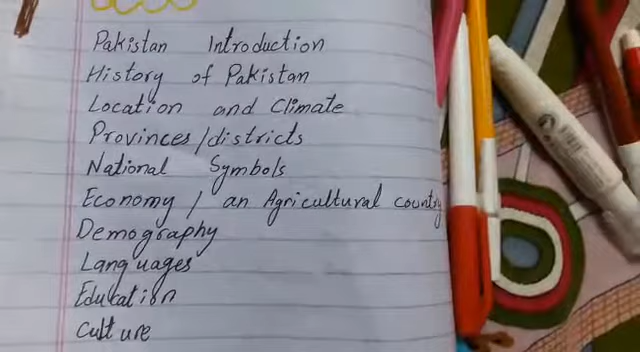 Pakistan Introduction
History of Pakistan
Location and Climate
Provinces/districts
National Symbols
Economy / an Agricultural country
Demography
Languages
Education
Culture